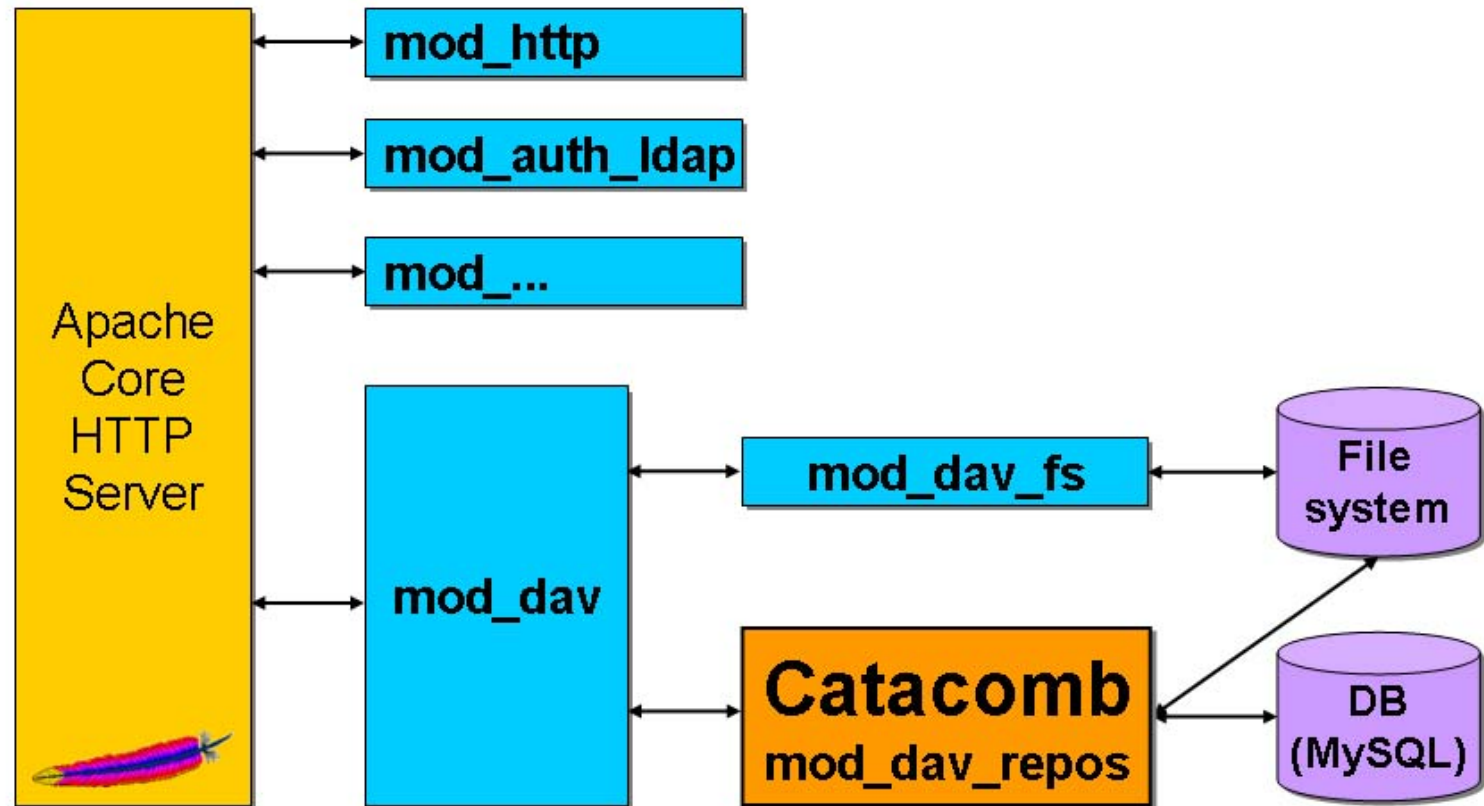 mod_http
mod_auth_ldap
mod_...
Apache
Core
HTTP
Server
mod_dav
mod_dav_fs
File
system
Catacomb
mod_dav_repos
DB
(MySQL)